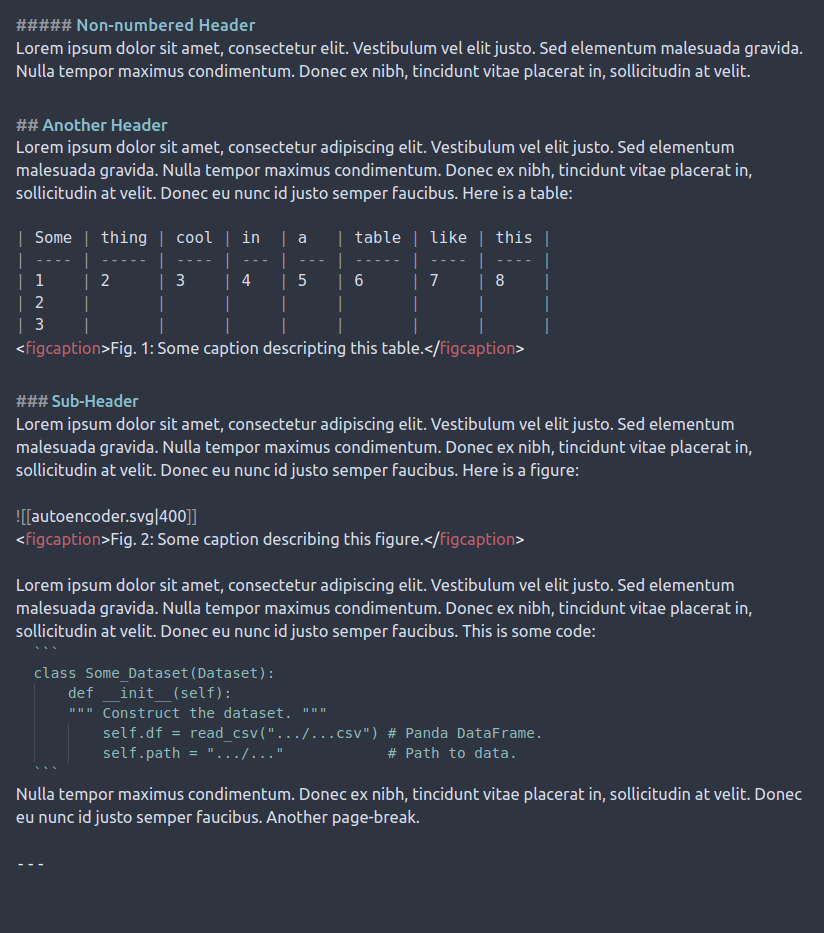 ##### Non-numbered Header
Lorem ipsum dolor sit amet, consectetur elit. Vestibulum vel elit justo. Sed elementum malesuada gravida.
Nulla tempor maximus condimentum. Donec ex nibh, tincidunt vitae placerat in, sollicitudin at velit.
## Another Header
Lorem ipsum dolor sit amet, consectetur adipiscing elit. Vestibulum vel elit justo. Sed elementum
malesuada gravida. Nulla tempor maximus condimentum. Donec ex nibh, tincidunt vitae placerat in,
sollicitudin at velit. Donec eu nunc id justo semper faucibus. Here is a table:
| Some | thing | cool | in  | a   | table | like | this |
| ---- | ----- | ---- | --- | --- | ----- | ---- | ---- |
| 1    | 2     | 3    | 4   | 5   | 6     | 7    | 8    |
| 2    |       |      |     |     |       |      |      |
| 3    |       |      |     |     |       |      |      |
<figcaption>Fig. 1: Some caption descripting this table.</figcaption>
### Sub-Header
Lorem ipsum dolor sit amet, consectetur adipiscing elit. Vestibulum vel elit justo. Sed elementum
malesuada gravida. Nulla tempor maximus condimentum. Donec ex nibh, tincidunt vitae placerat in,
sollicitudin at velit. Donec eu nunc id justo semper faucibus. Here is a figure:
![[autoencoder.svg|400]]
<figcaption>Fig. 2: Some caption describing this figure.</figcaption>
Lorem ipsum dolor sit amet, consectetur adipiscing elit. Vestibulum vel elit justo. Sed elementum
malesuada gravida. Nulla tempor maximus condimentum. Donec ex nibh, tincidunt vitae placerat in,
sollicitudin at velit. Donec eu nunc id justo semper faucibus. This is some code:
```
class Some_Dataset(Dataset):
    def __init__(self):
    """ Construct the dataset. """
        self.df = read_csv(".../...csv") # Panda DataFrame.
        self.path = ".../..."            # Path to data.
```
Nulla tempor maximus condimentum. Donec ex nibh, tincidunt vitae placerat in, sollicitudin at velit. Donec
eu nunc id justo semper faucibus. Another page-break.
---